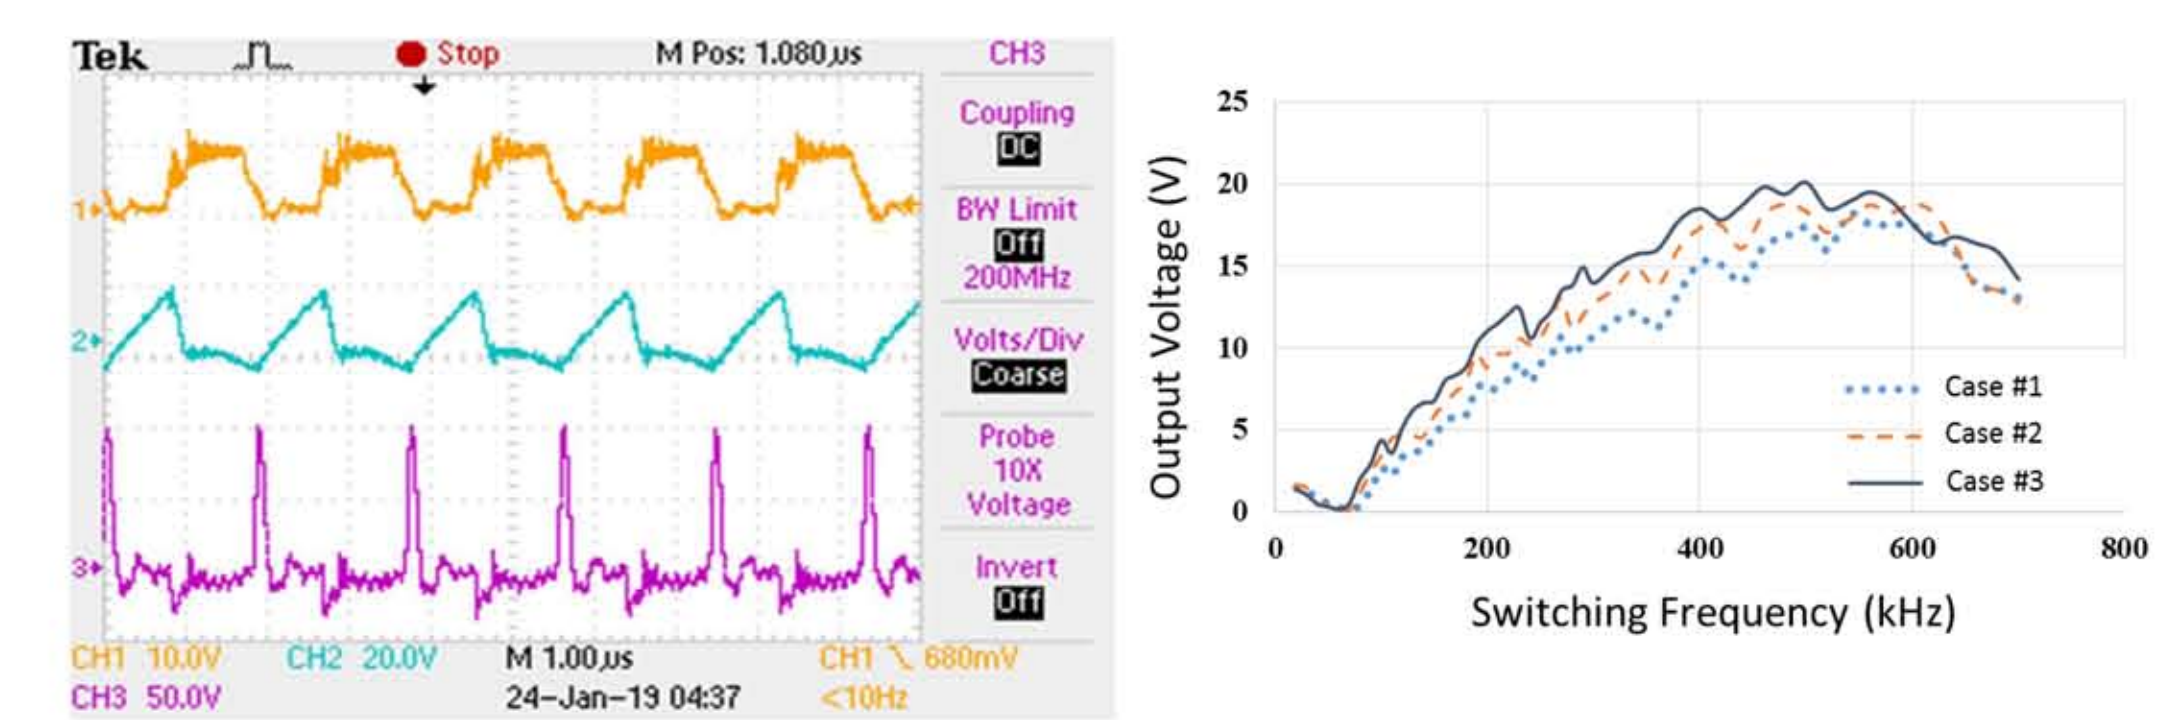 Tek Stop M Pos: 1.080µs CH3
Coupling
DC
BW Limit
Off
200MHz
Volts/Div
Coarse
Probe
10X
Voltage
Invert
Off
1
2
3
CH1 10.0V CH2 20.0V M 1.00µs CH1 680mV
CH3 50.0V 24-Jan-19 04:37 <10Hz
Output Voltage (V)
25
20
15
10
5
0
0 200 400 600 800
Switching Frequency (kHz)
Case #1
Case #2
Case #3